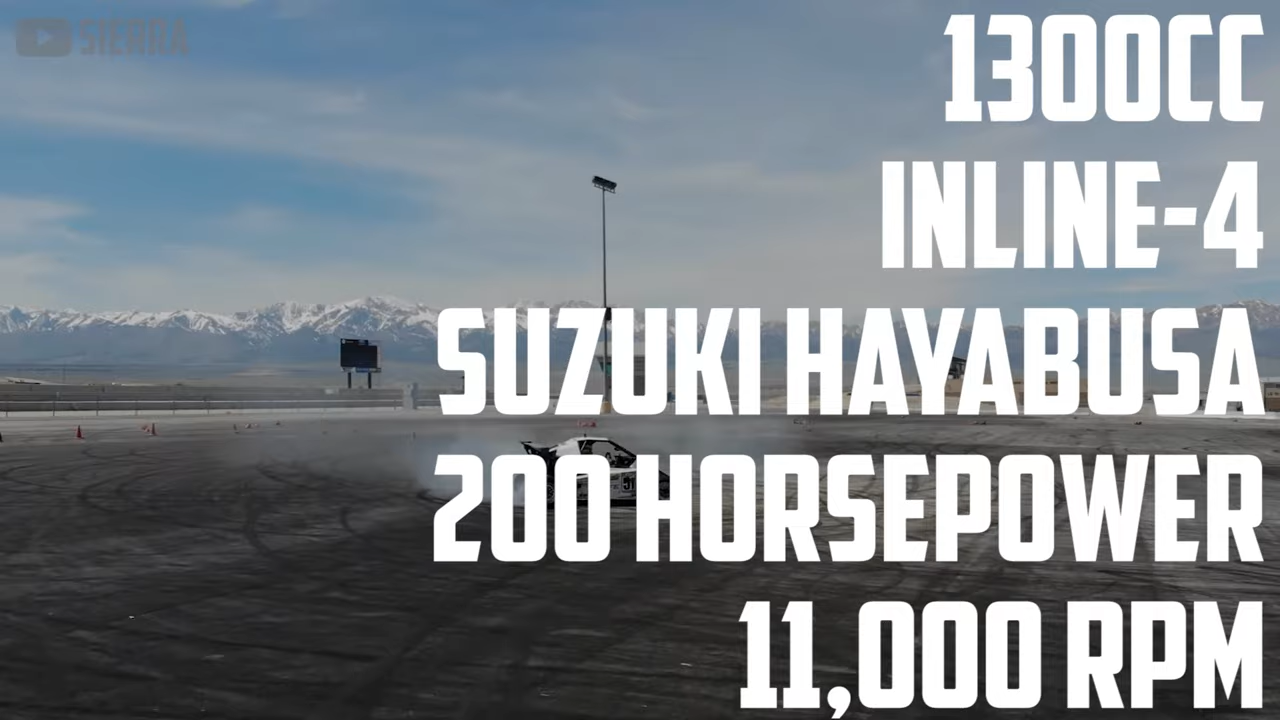 SIERRA
1300CC
INLINE-4
SUZUKI HAYABUSA
200 HORSEPOWER
11,000 RPM